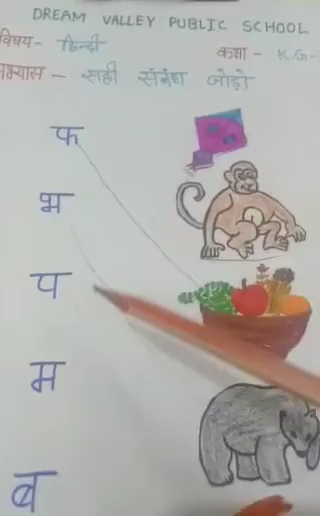 DREAM VALLEY PUBLIC SCHOOL
विषय- हिन्दी
कक्षा - K.G-
अभ्यास - सही संबंध जोड़ो
फ
भ
प
म
ब